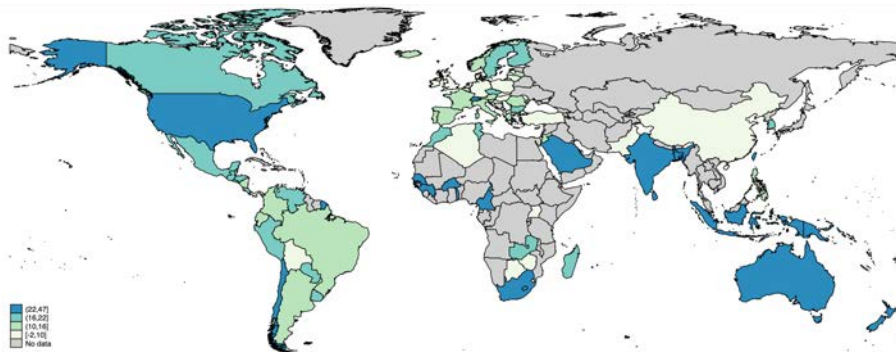 (22,47]
(16,22]
(10,16]
[-2,10]
No data